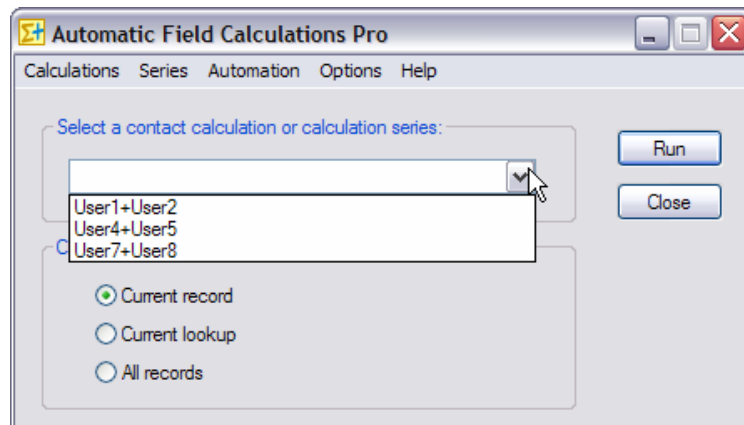 Automatic Field Calculations Pro
Calculations Series Automation Options Help
Select a contact calculation or calculation series:
Run
Close
User1+User2
User4+User5
User7+User8
Current record
Current lookup
All records